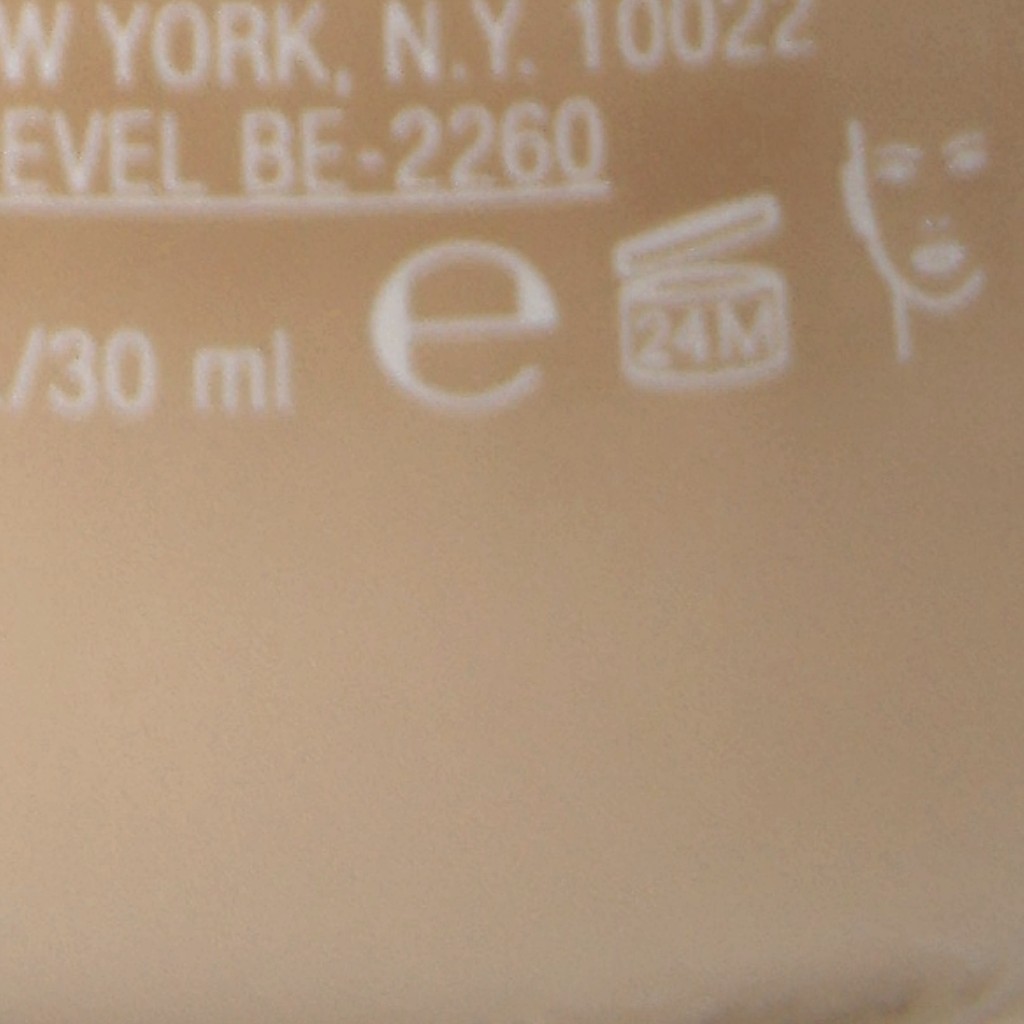 W YORK, N.Y. 10022
EVEL BE-2260
/30 ml e 24M